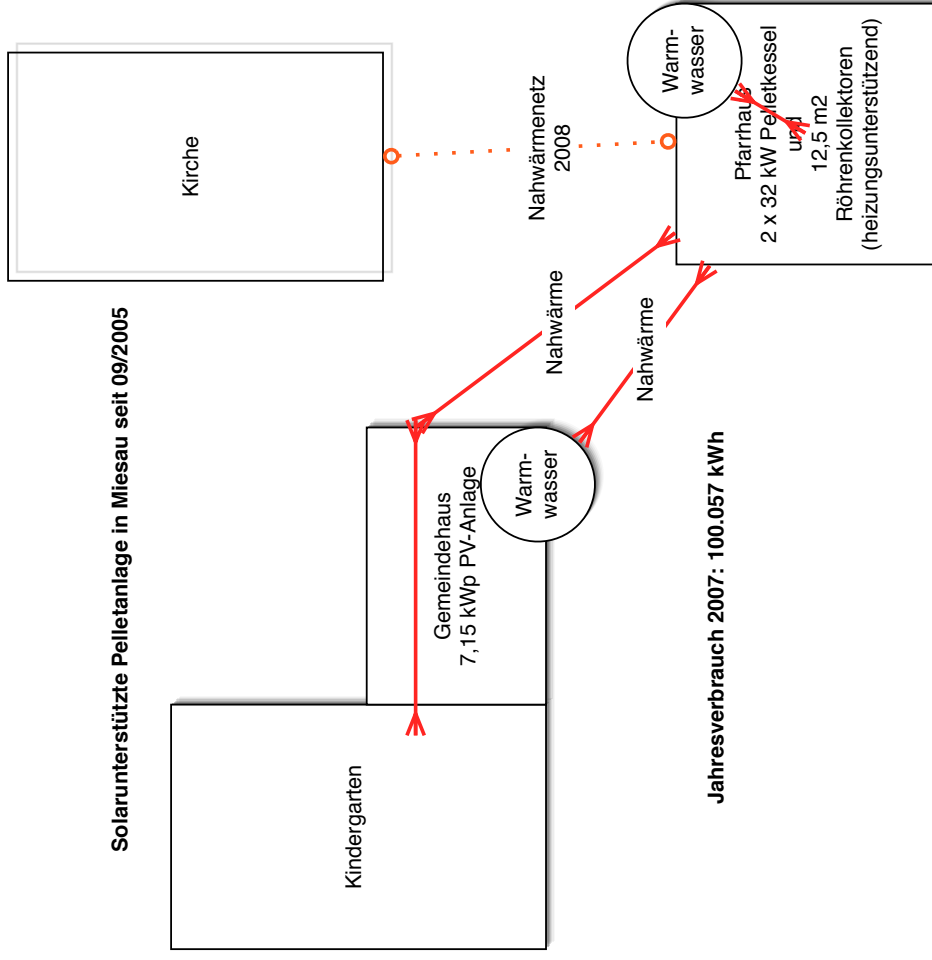 Solarunterstützte Pelletanlage in Miesau seit 09/2005
Kirche
Kindergarten
Gemeindehaus
7,15 kWp PV-Anlage
Warm-
wasser
Nahwärme
Nahwärme
Nahwärmenetz
2008
Warm-
wasser
Pfarrhaus
2 x 32 kW Pelletkessel
und
12,5 m2
Röhrenkollektoren
(heizungsunterstützend)
Jahresverbrauch 2007: 100.057 kWh